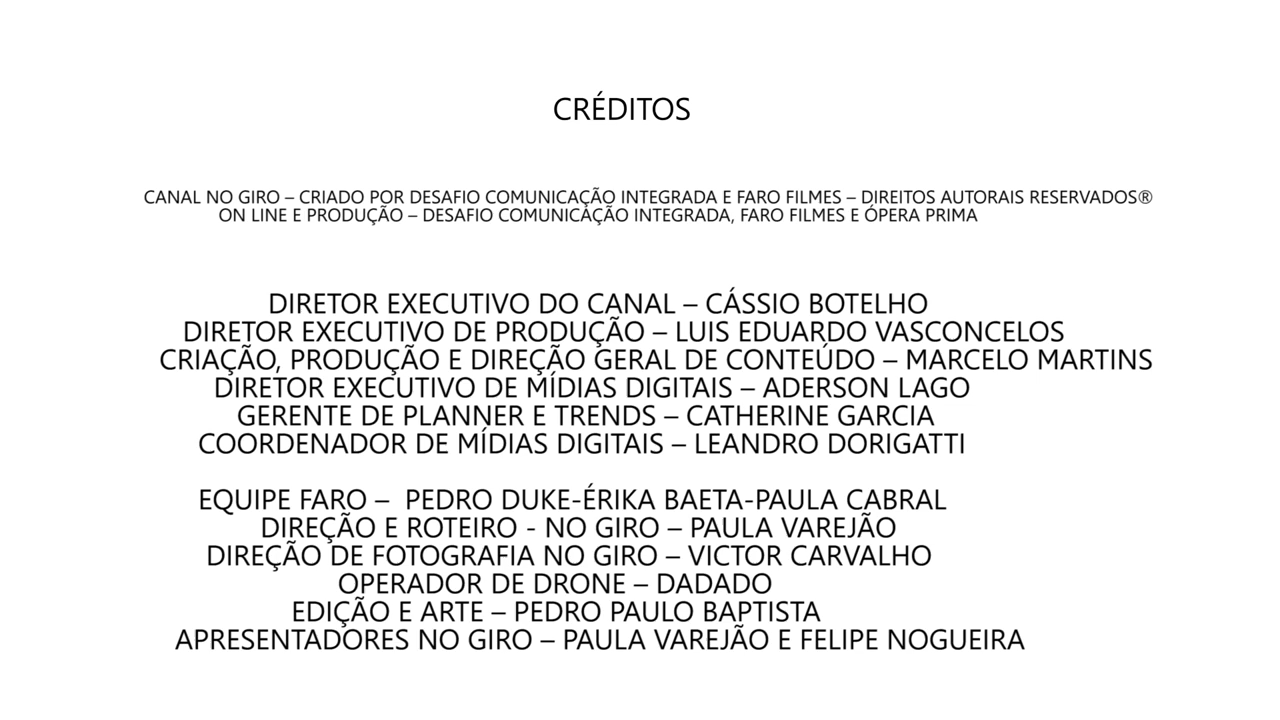 CRÉDITOS
CANAL NO GIRO – CRIADO POR DESAFIO COMUNICAÇÃO INTEGRADA E FARO FILMES – DIREITOS AUTORAIS RESERVADOS®
ON LINE E PRODUÇÃO – DESAFIO COMUNICAÇÃO INTEGRADA, FARO FILMES E ÓPERA PRIMA
DIRETOR EXECUTIVO DO CANAL – CÁSSIO BOTELHO
DIRETOR EXECUTIVO DE PRODUÇÃO – LUIS EDUARDO VASCONCELOS
CRIAÇÃO, PRODUÇÃO E DIREÇÃO GERAL DE CONTEÚDO – MARCELO MARTINS
DIRETOR EXECUTIVO DE MÍDIAS DIGITAIS – ADERSON LAGO
GERENTE DE PLANNER E TRENDS – CATHERINE GARCIA
COORDENADOR DE MÍDIAS DIGITAIS – LEANDRO DORIGATTI
EQUIPE FARO –  PEDRO DUKE-ÉRIKA BAETA-PAULA CABRAL
DIREÇÃO E ROTEIRO - NO GIRO – PAULA VAREJÃO
DIREÇÃO DE FOTOGRAFIA NO GIRO – VICTOR CARVALHO
OPERADOR DE DRONE – DADADO
EDIÇÃO E ARTE – PEDRO PAULO BAPTISTA
APRESENTADORES NO GIRO – PAULA VAREJÃO E FELIPE NOGUEIRA